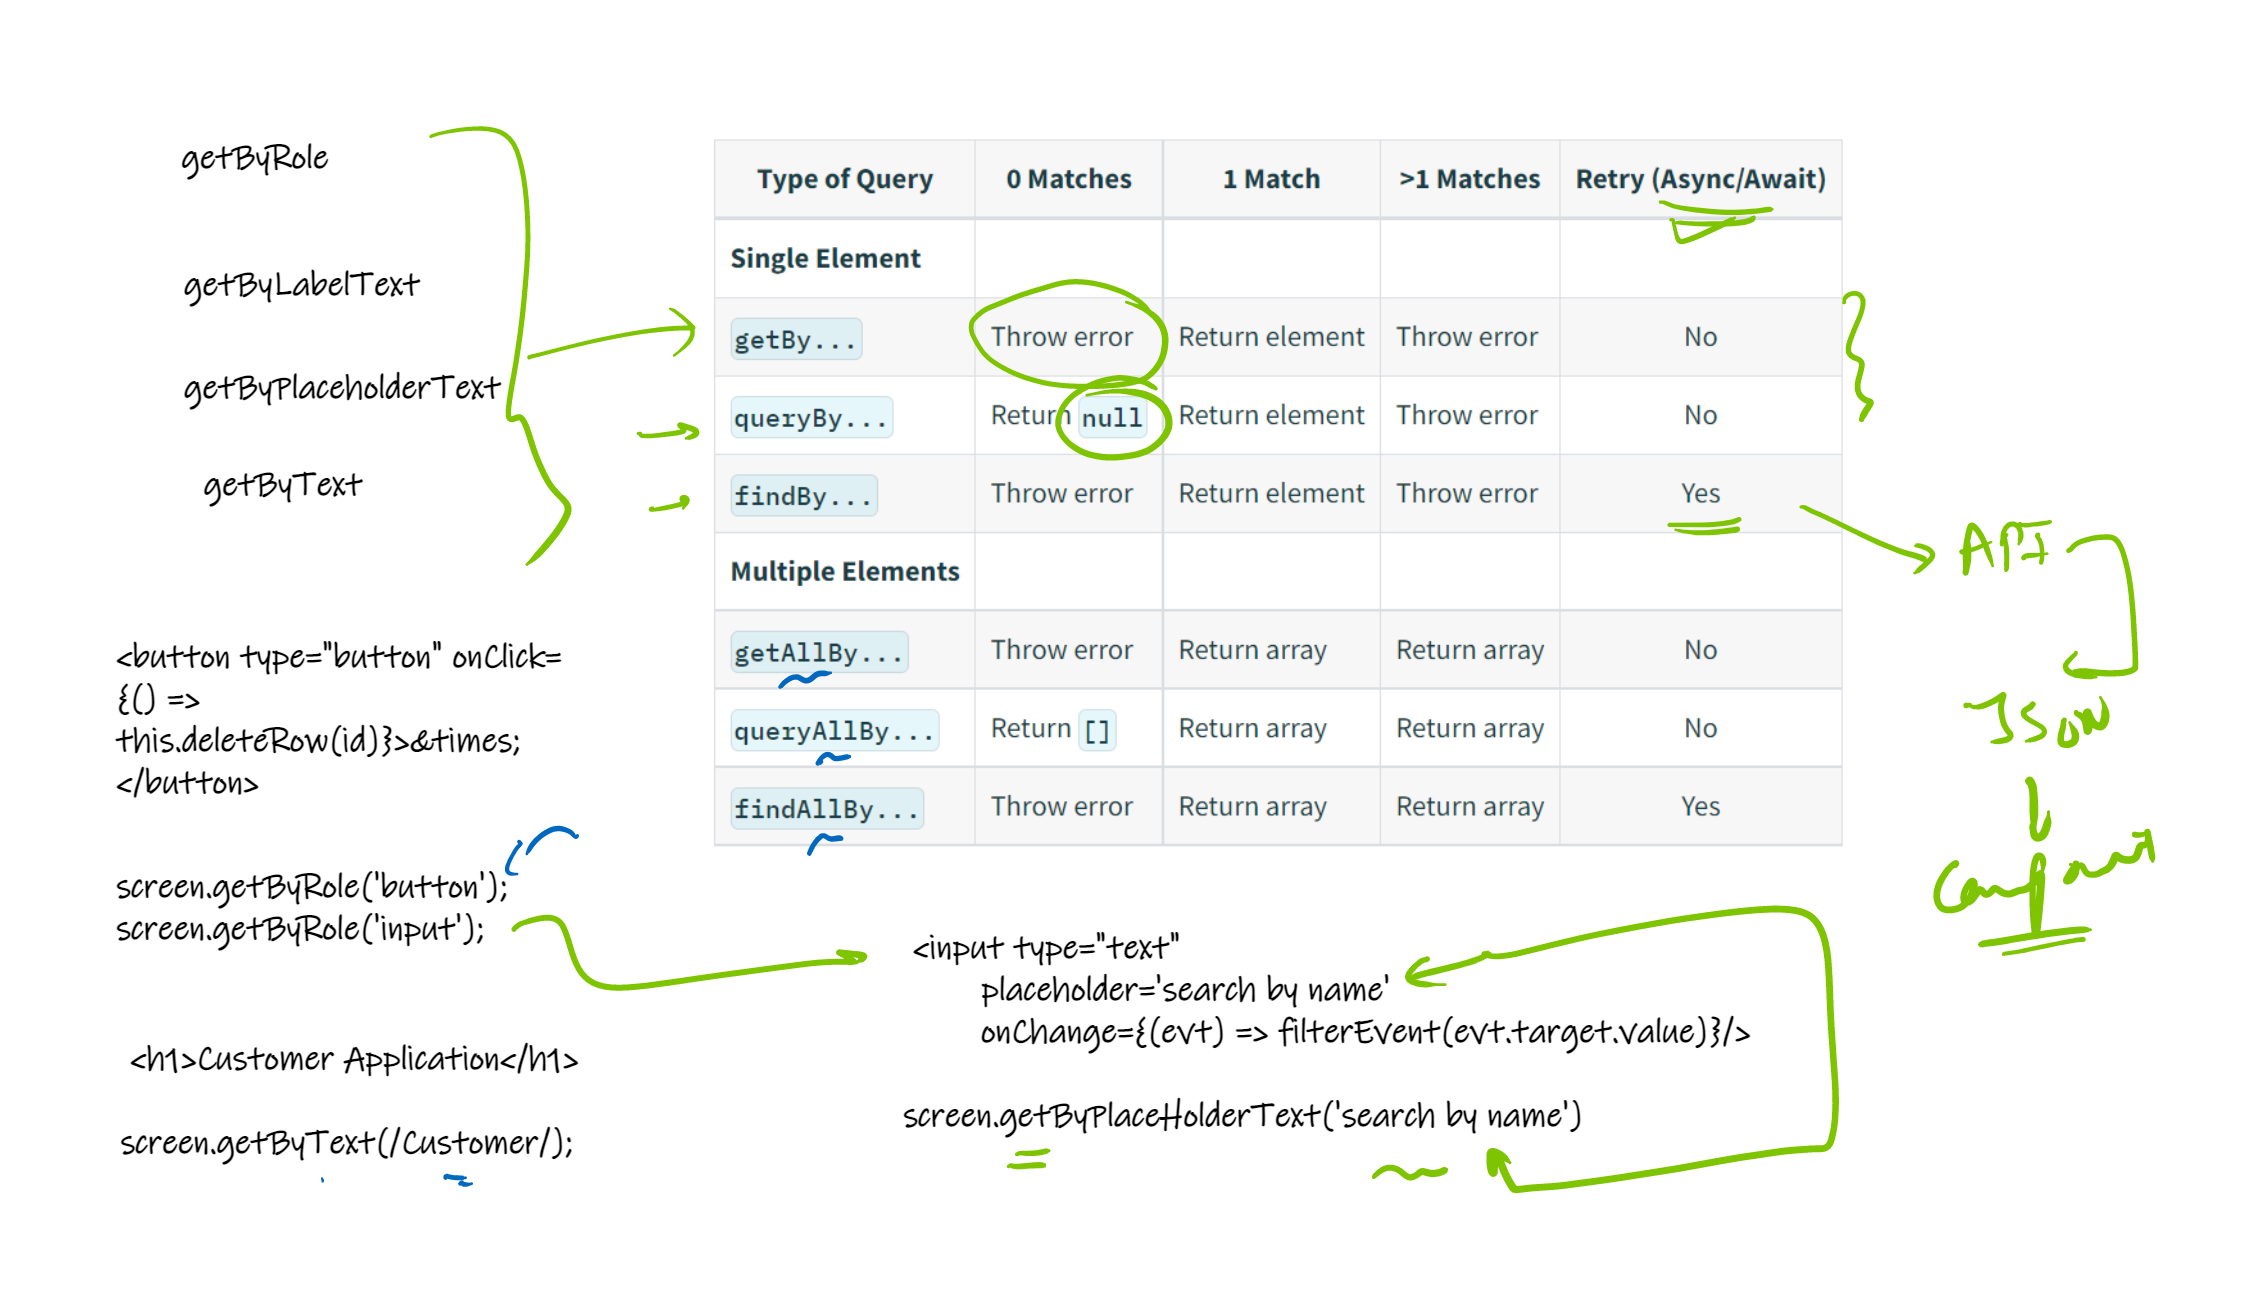 getByRole
getByLabelText
getByPlaceholderText
getByText
<button type="button" onClick=
{() =>
this.deleteRow(id)}>&times;
</button>
screen.getByRole('button');
screen.getByRole('input');
<h1>Customer Application</h1>
screen.getByText(/Customer/);
Type of Query 0 Matches 1 Match >1 Matches Retry (Async/Await)
Single Element
getBy... Throw error Return element Throw error No
queryBy... Return null Return element Throw error No
findBy... Throw error Return element Throw error Yes
Multiple Elements
getAllBy... Throw error Return array Return array No
queryAllBy... Return [] Return array Return array No
findAllBy... Throw error Return array Return array Yes
API
JSON
<input type="text"
placeholder='search by name'
onChange={(evt) => filterEvent(evt.target.value)}/>
screen.getByPlaceHolderText('search by name')